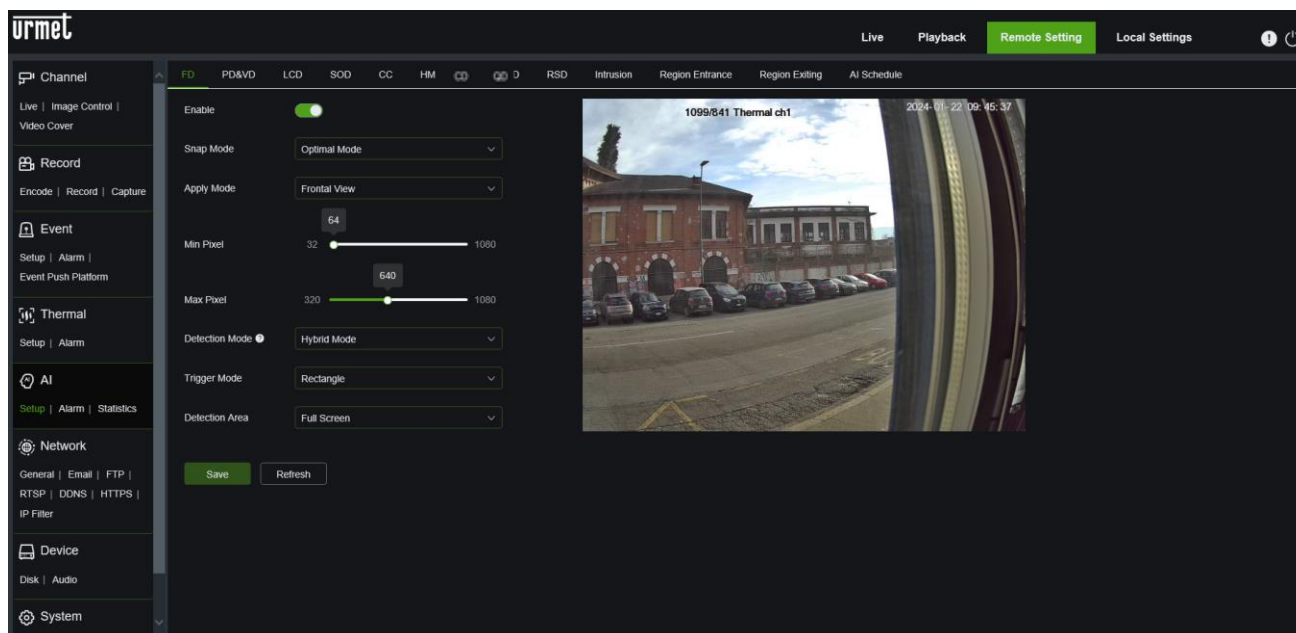 urmet
Live Playback Remote Setting Local Settings
Channel
Live | Image Control |
Video Cover
Record
Encode | Record | Capture
Event
Setup | Alarm |
Event Push Platform
Thermal
Setup | Alarm
AI
Setup | Alarm | Statistics
Network
General | Email | FTP |
RTSP | DDNS | HTTPS |
IP Filter
Device
Disk | Audio
System
FD PD&VD LCD SOD CC HM CD QD D RSD Intrusion Region Entrance Region Exiting AI Schedule
Enable
Snap Mode Optimal Mode
Apply Mode Frontal View
64
Min Pixel 32 1080
640
Max Pixel 320 1080
Detection Mode Hybrid Mode
Trigger Mode Rectangle
Detection Area Full Screen
Save Refresh
1099/841 Thermal ch1 2024-01-22 09:45:37